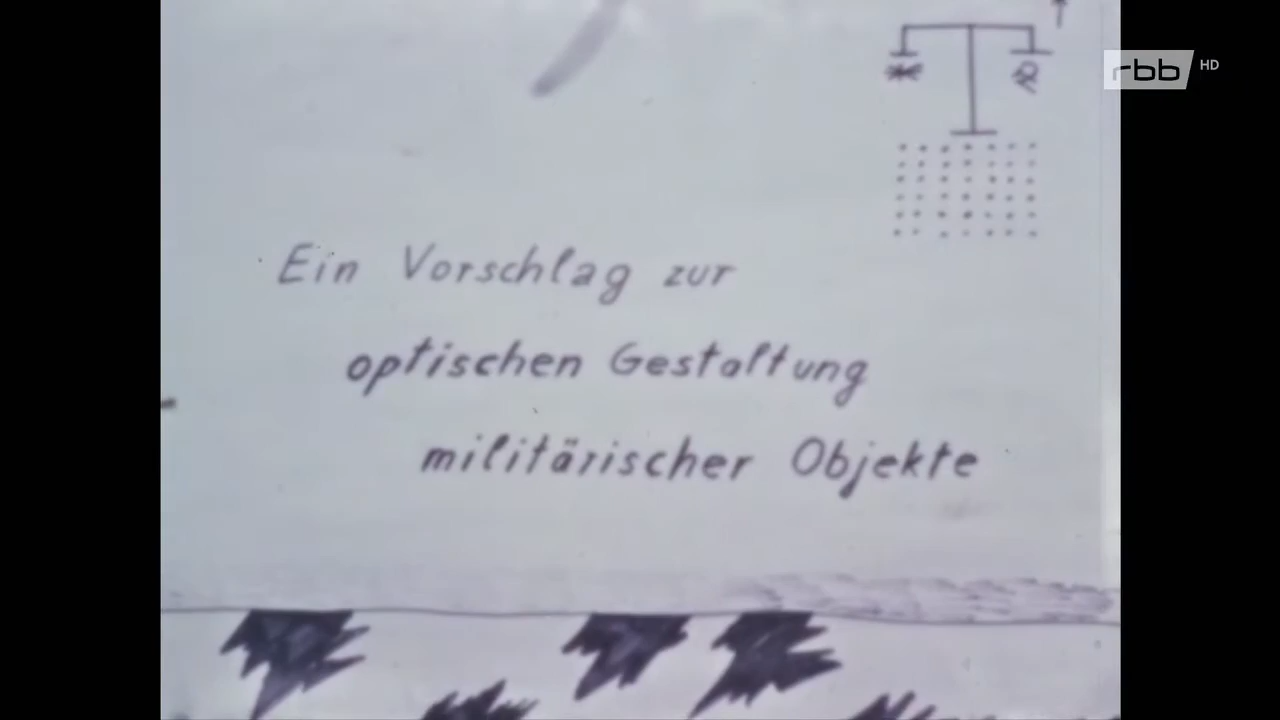 rbb HD
Ein Vorschlag zur
optischen Gestaltung
militärischer Objekte